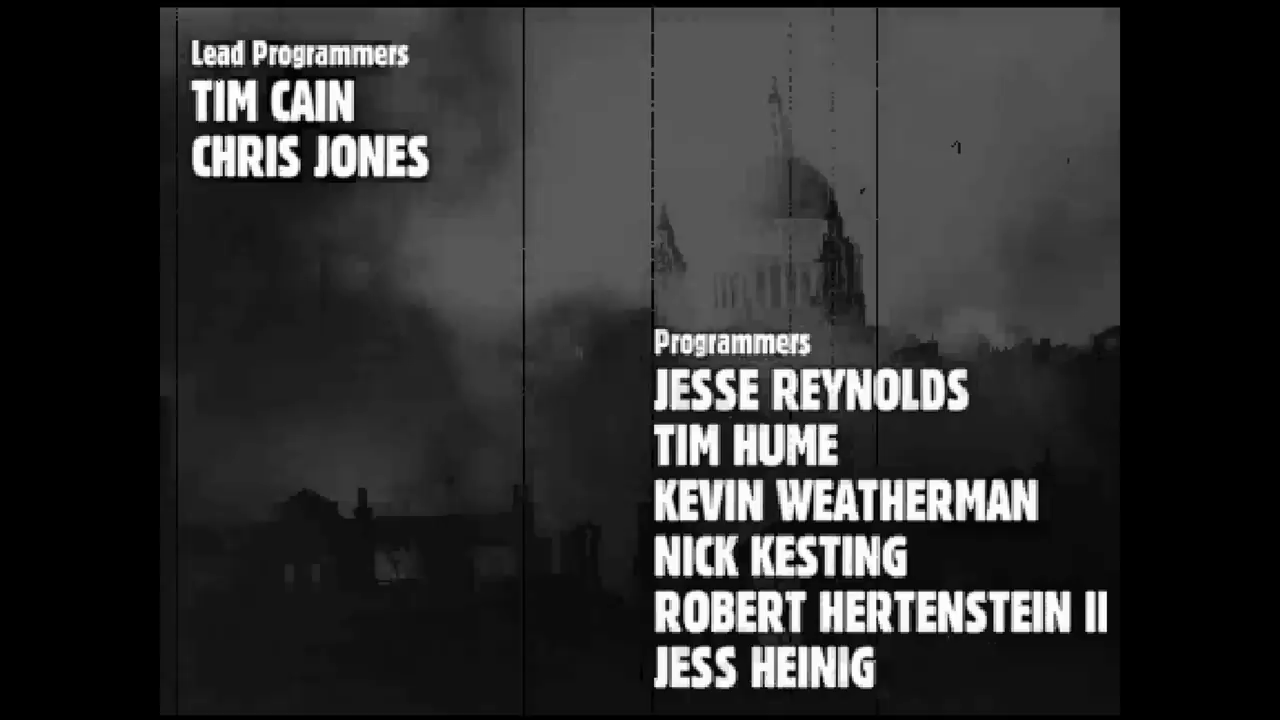 Lead Programmers
TIM CAIN
CHRIS JONES
Programmers
JESSE REYNOLDS
TIM HUME
KEVIN WEATHERMAN
NICK KESTING
ROBERT HERTENSTEIN II
JESS HEINIG